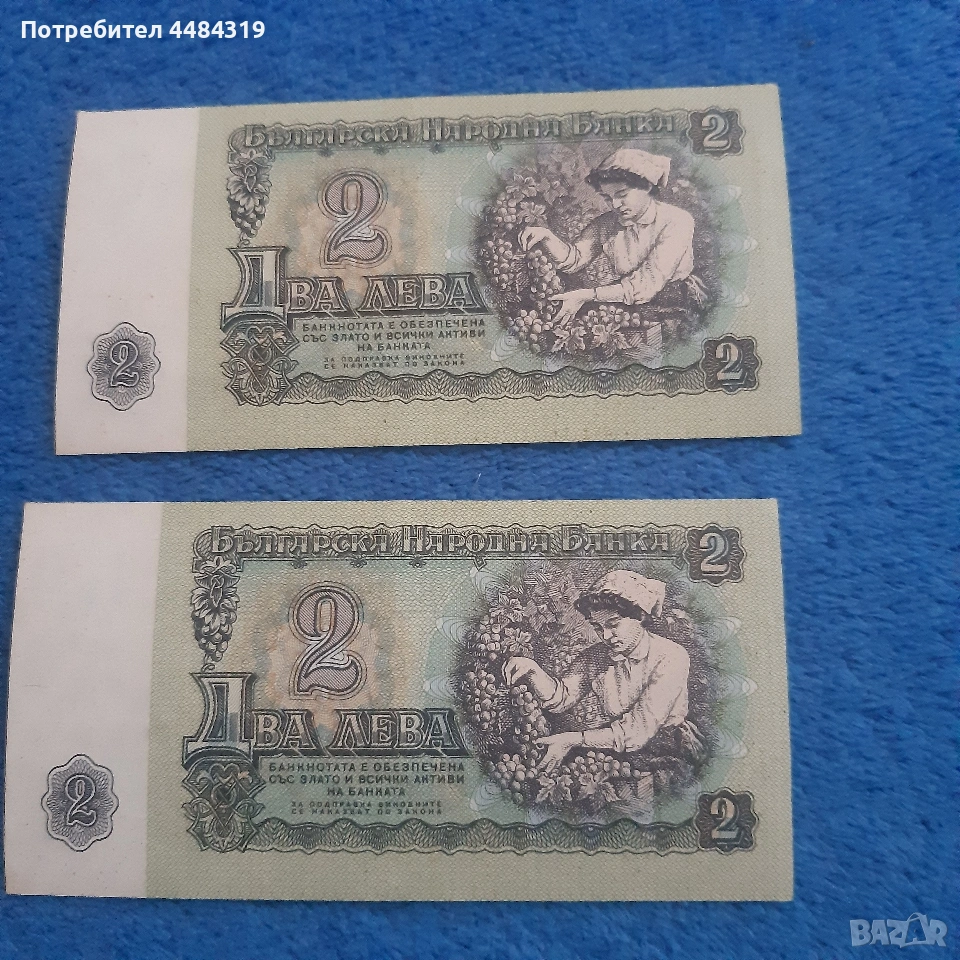 Потребител 4484319
Българска Народна Банка 2
2
Два лева
БАНКНОТАТА Е ОБЕЗПЕЧЕНА
СЪС ЗЛАТО И ВСИЧКИ АКТИВИ
НА БАНКАТА
ЗА ПОДПРАВКА ВИНОВНИТЕ
СЕ НАКАЗВАТ ПО ЗАКОНА
2
2
Българска Народна Банка 2
2
Два лева
БАНКНОТАТА Е ОБЕЗПЕЧЕНА
СЪС ЗЛАТО И ВСИЧКИ АКТИВИ
НА БАНКАТА
ЗА ПОДПРАВКА ВИНОВНИТЕ
СЕ НАКАЗВАТ ПО ЗАКОНА
2
2
BAZAR